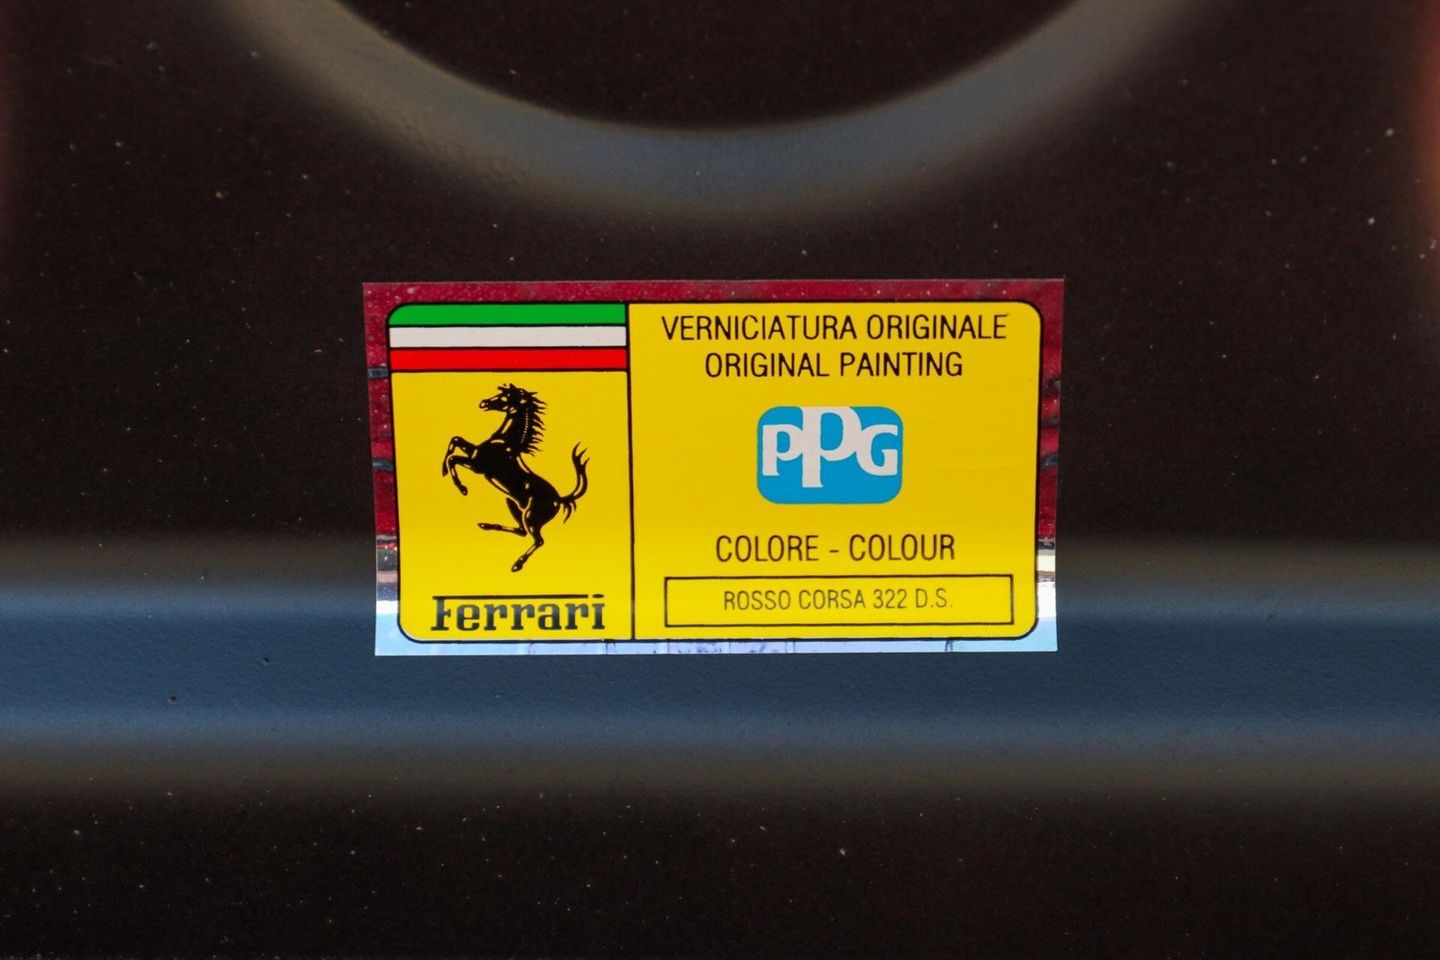 VERNICIATURA ORIGINALE
ORIGINAL PAINTING
PPG
COLORE - COLOUR
ROSSO CORSA 322 D.S.
Ferrari